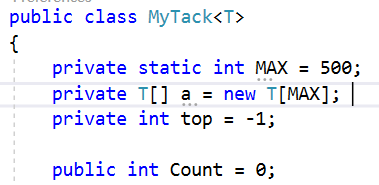 public class MyTack<T>
{
private static int MAX = 500;
private T[] a = new T[MAX];
private int top = -1;
public int Count = 0;